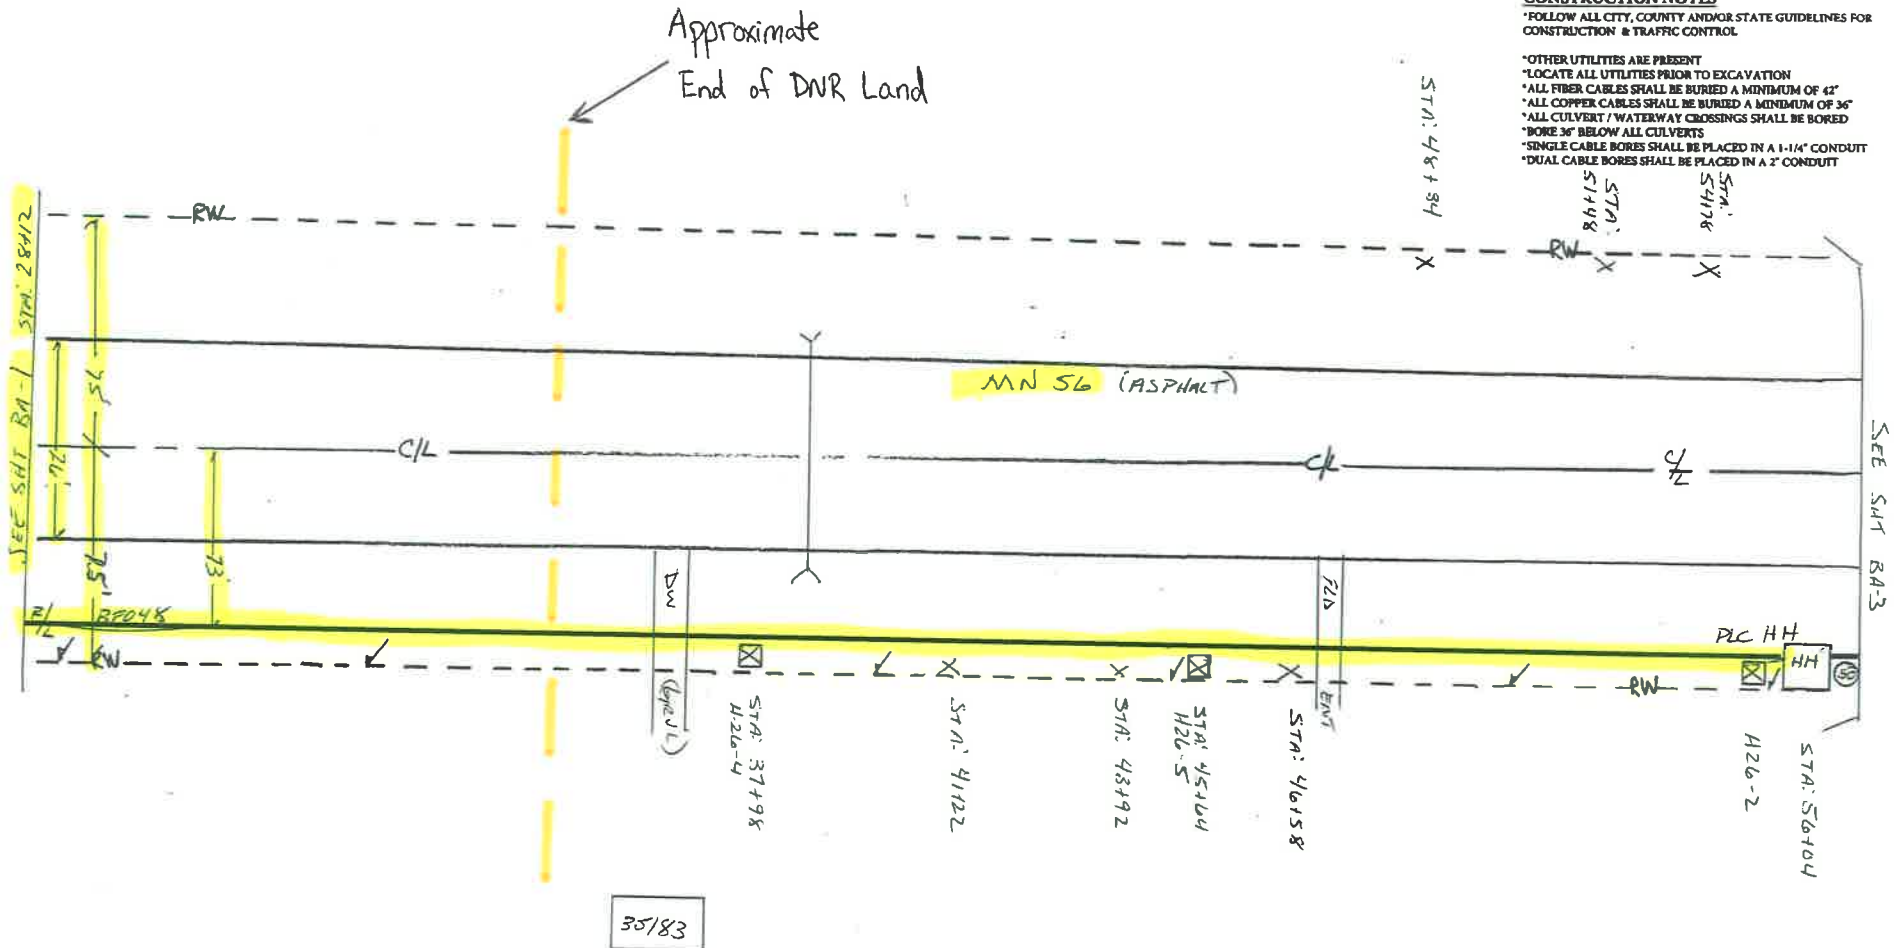 Approximate
End of DNR Land
CONSTRUCTION NOTES
*FOLLOW ALL CITY, COUNTY AND/OR STATE GUIDELINES FOR
CONSTRUCTION & TRAFFIC CONTROL
*OTHER UTILITIES ARE PRESENT
*LOCATE ALL UTILITIES PRIOR TO EXCAVATION
*ALL FIBER CABLES SHALL BE BURIED A MINIMUM OF 42"
*ALL COPPER CABLES SHALL BE BURIED A MINIMUM OF 36"
*ALL CULVERT / WATERWAY CROSSINGS SHALL BE BORED
*BORE 36" BELOW ALL CULVERTS
*SINGLE CABLE BORES SHALL BE PLACED IN A 1-1/4" CONDUIT
*DUAL CABLE BORES SHALL BE PLACED IN A 2" CONDUIT
STA: 48+84
STA:
51+48
STA:
54+78
SEE SHT BA-1 STA: 28+12
RW
RW
75'
26'
MN 56 (ASPHALT)
C/L
C/L
C/L
SEE SHT BA-3
75'
73'
BF048
DW
(GRVL)
FLD
ENT
PLC HH
HH
RW
RW
STA: 37+98
H26-4
STA: 41+22
STA: 43+92
STA: 45+64
H26-5
STA: 46+58
H26-2
STA: 56+04
35/83